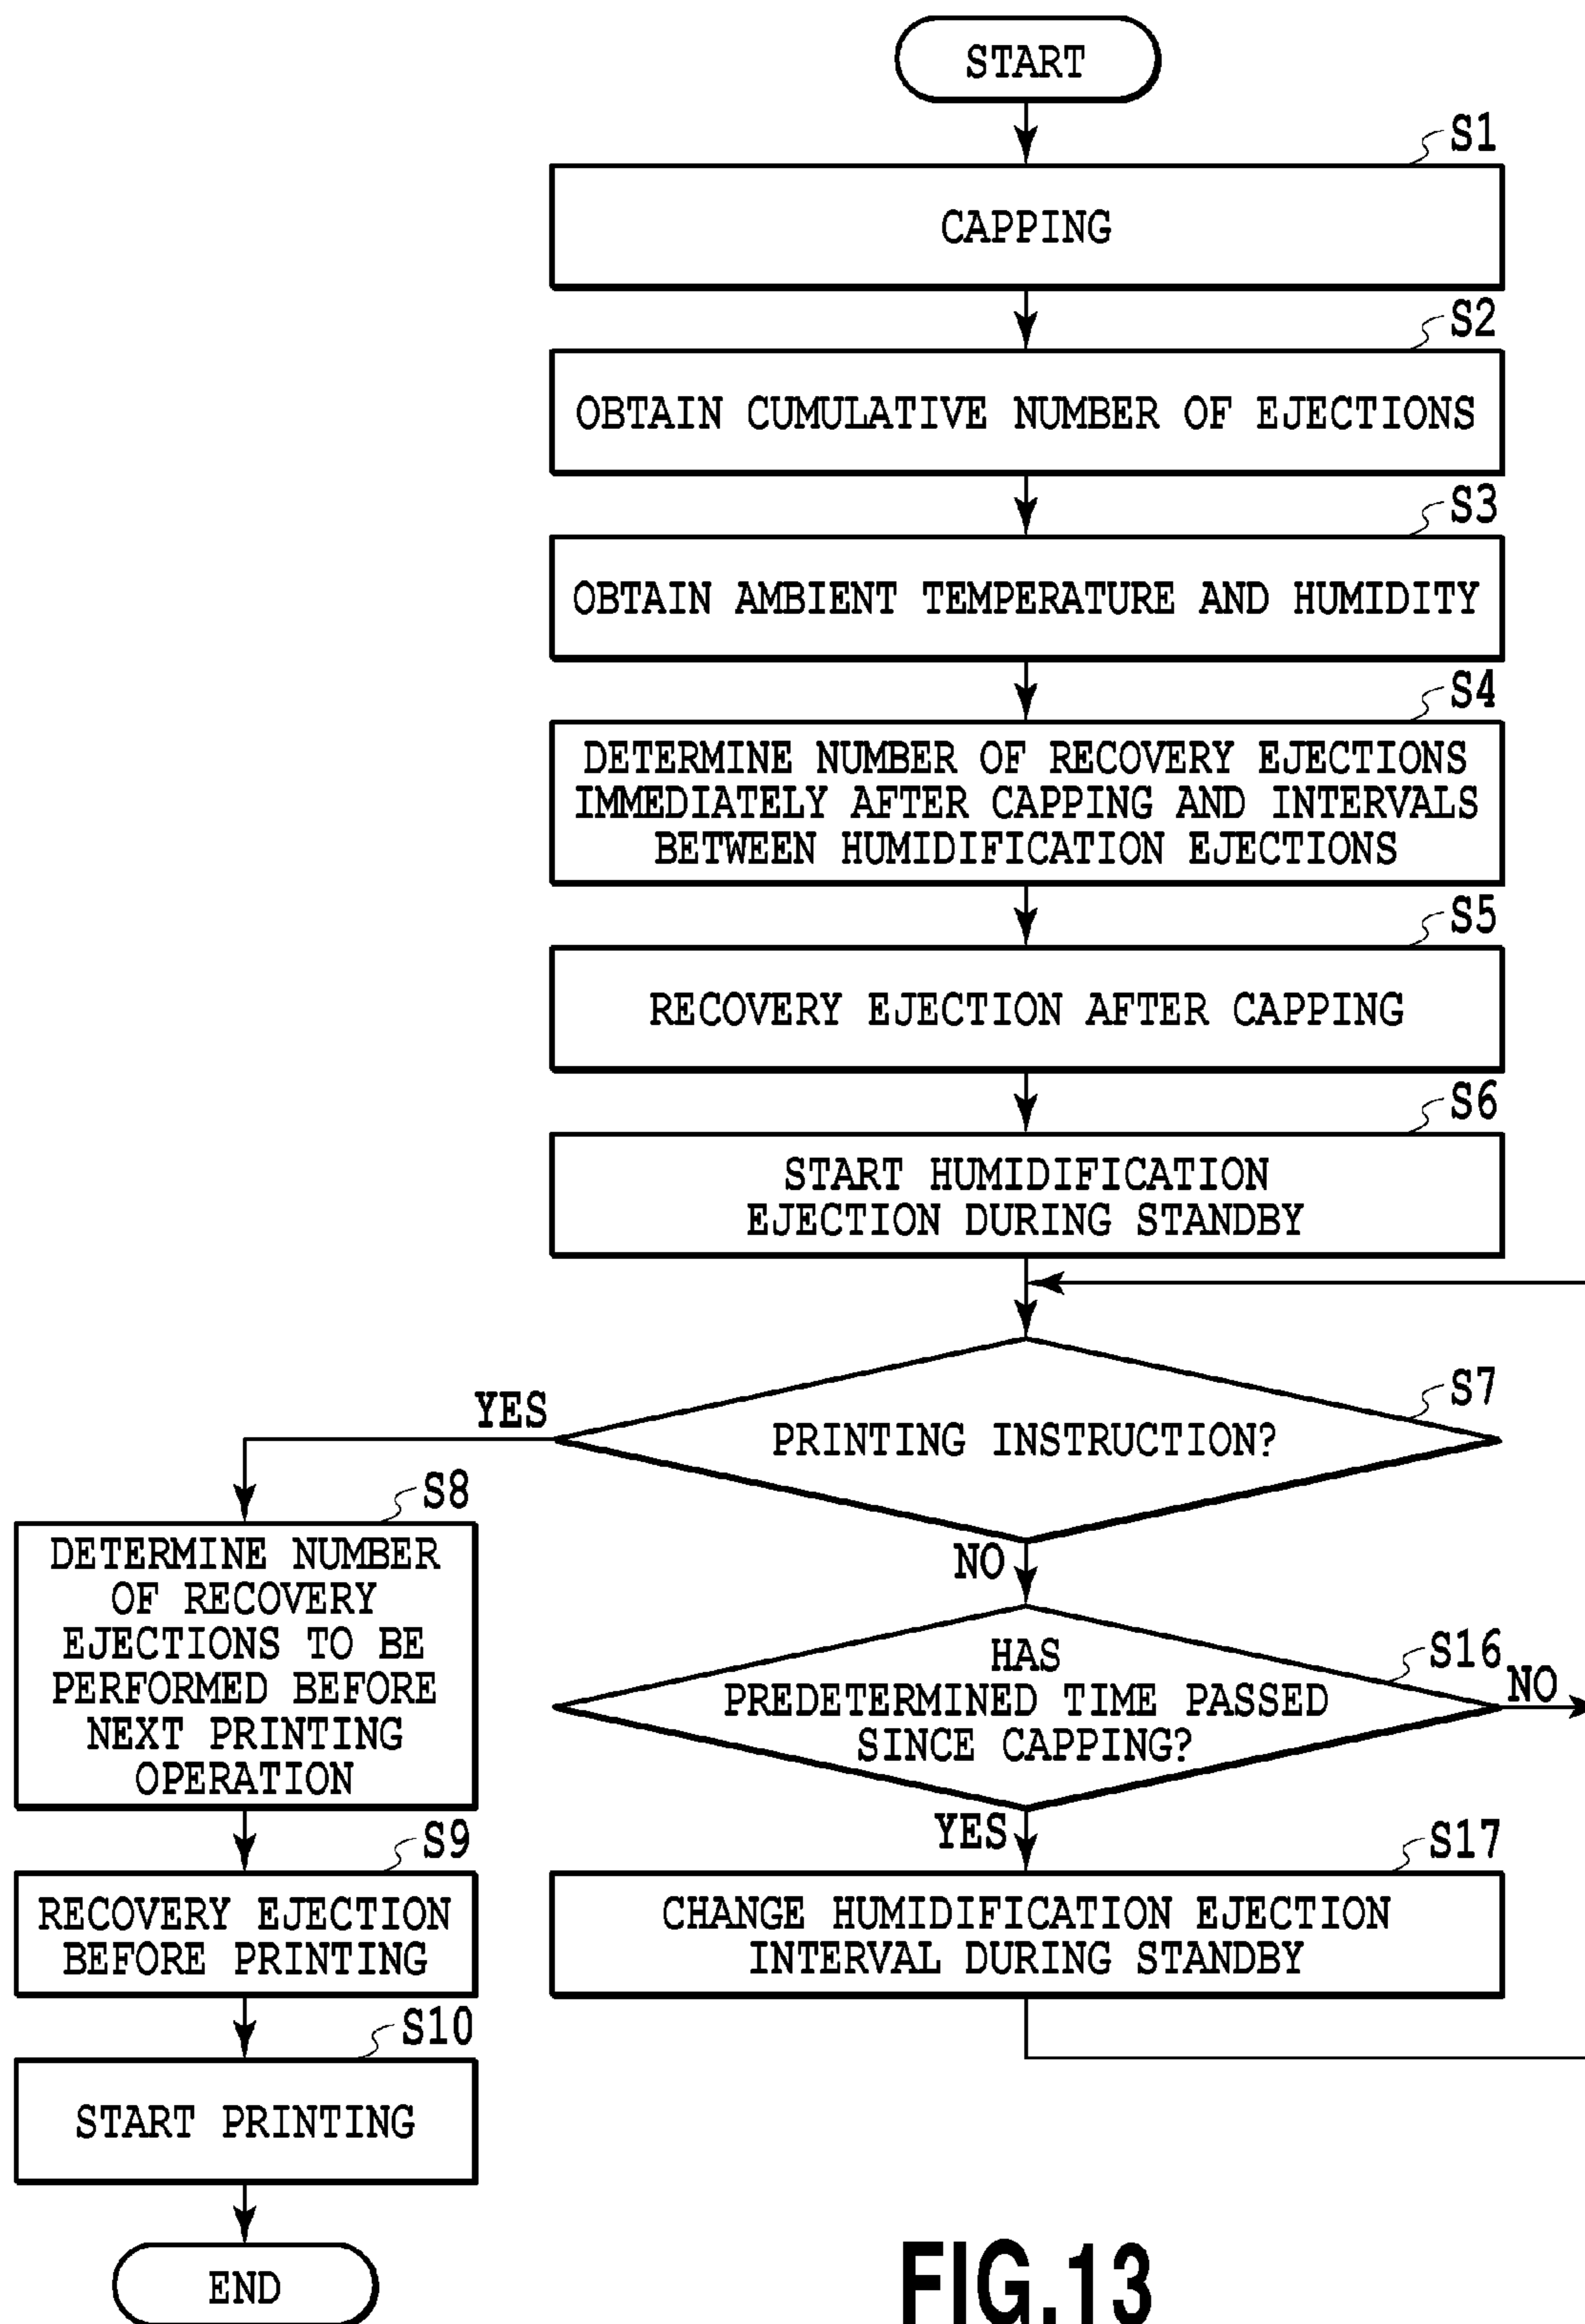 START
S1
CAPPING
S2
OBTAIN CUMULATIVE NUMBER OF EJECTIONS
S3
OBTAIN AMBIENT TEMPERATURE AND HUMIDITY
S4
DETERMINE NUMBER OF RECOVERY EJECTIONS
IMMEDIATELY AFTER CAPPING AND INTERVALS
BETWEEN HUMIDIFICATION EJECTIONS
S5
RECOVERY EJECTION AFTER CAPPING
S6
START HUMIDIFICATION
EJECTION DURING STANDBY
S7
PRINTING INSTRUCTION?
YES
NO
S8
DETERMINE NUMBER
OF RECOVERY
EJECTIONS TO BE
PERFORMED BEFORE
NEXT PRINTING
OPERATION
S9
RECOVERY EJECTION
BEFORE PRINTING
S10
START PRINTING
END
S16
HAS
PREDETERMINED TIME PASSED
SINCE CAPPING?
NO
YES
S17
CHANGE HUMIDIFICATION EJECTION
INTERVAL DURING STANDBY
FIG.13